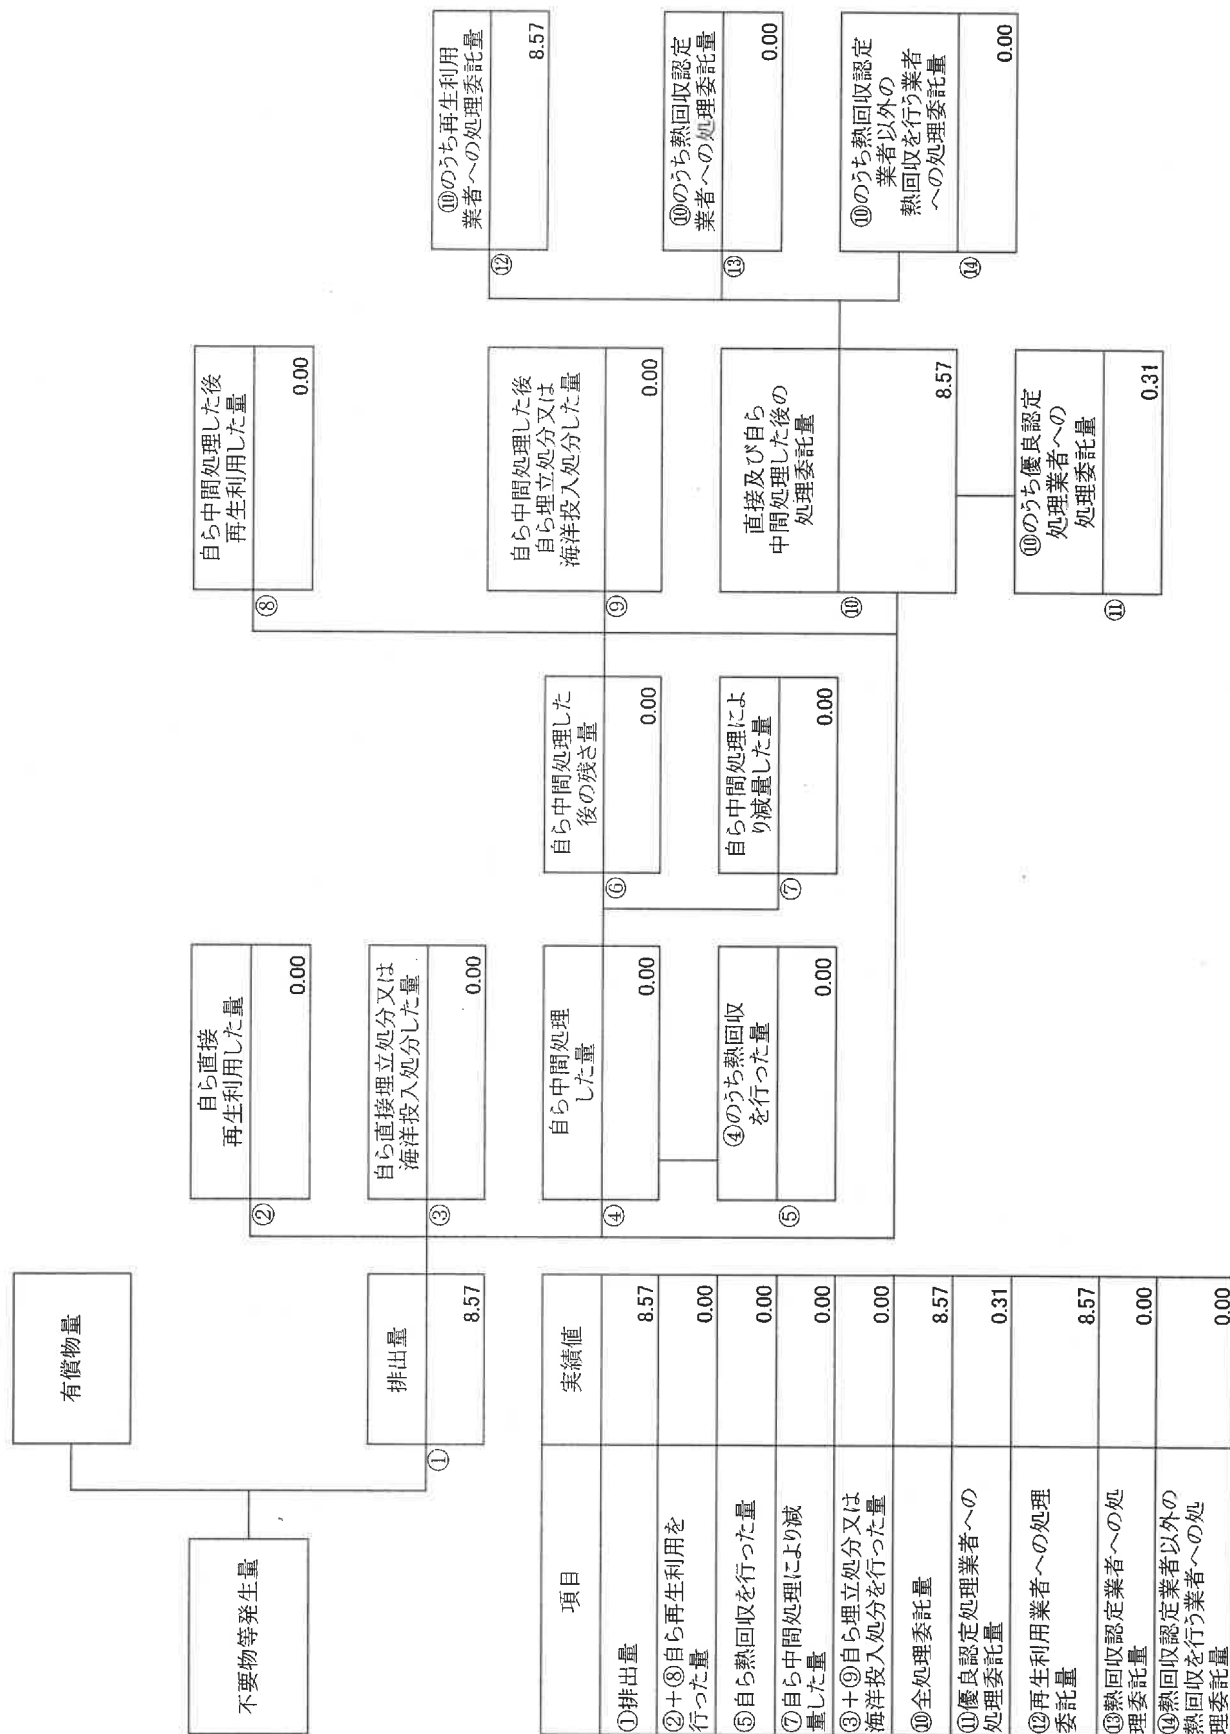 有償物量
不要物等発生量
排出量
8.57
①
自ら直接
再生利用した量
0.00
②
自ら直接埋立処分又は
海洋投入処分した量
0.00
③
自ら中間処理
した量
0.00
④
④のうち熱回収
を行った量
0.00
⑤
自ら中間処理した
後の残さ量
0.00
⑥
自ら中間処理によ
り減量した量
0.00
⑦
自ら中間処理した後
再生利用した量
0.00
⑧
自ら中間処理した後
自ら埋立処分又は
海洋投入処分した量
0.00
⑨
直接及び自ら
中間処理した後の
処理委託量
8.57
⑩
⑩のうち優良認定
処理業者への
処理委託量
0.31
⑪
⑩のうち再生利用
業者への処理委託量
8.57
⑫
⑩のうち熱回収認定
業者への処理委託量
0.00
⑬
⑩のうち熱回収認定
業者以外の
熱回収を行う業者
への処理委託量
0.00
⑭
項目 実績値
①排出量 8.57
②+⑧自ら再生利用を
行った量 0.00
⑤自ら熱回収を行った量 0.00
⑦自ら中間処理により減
量した量 0.00
③+⑨自ら埋立処分又は
海洋投入処分を行った量 0.00
⑩全処理委託量 8.57
⑪優良認定処理業者への
処理委託量 0.31
⑫再生利用業者への処理
委託量 8.57
⑬熱回収認定業者への処
理委託量 0.00
⑭熱回収認定業者以外の
熱回収を行う業者への処
理委託量 0.00